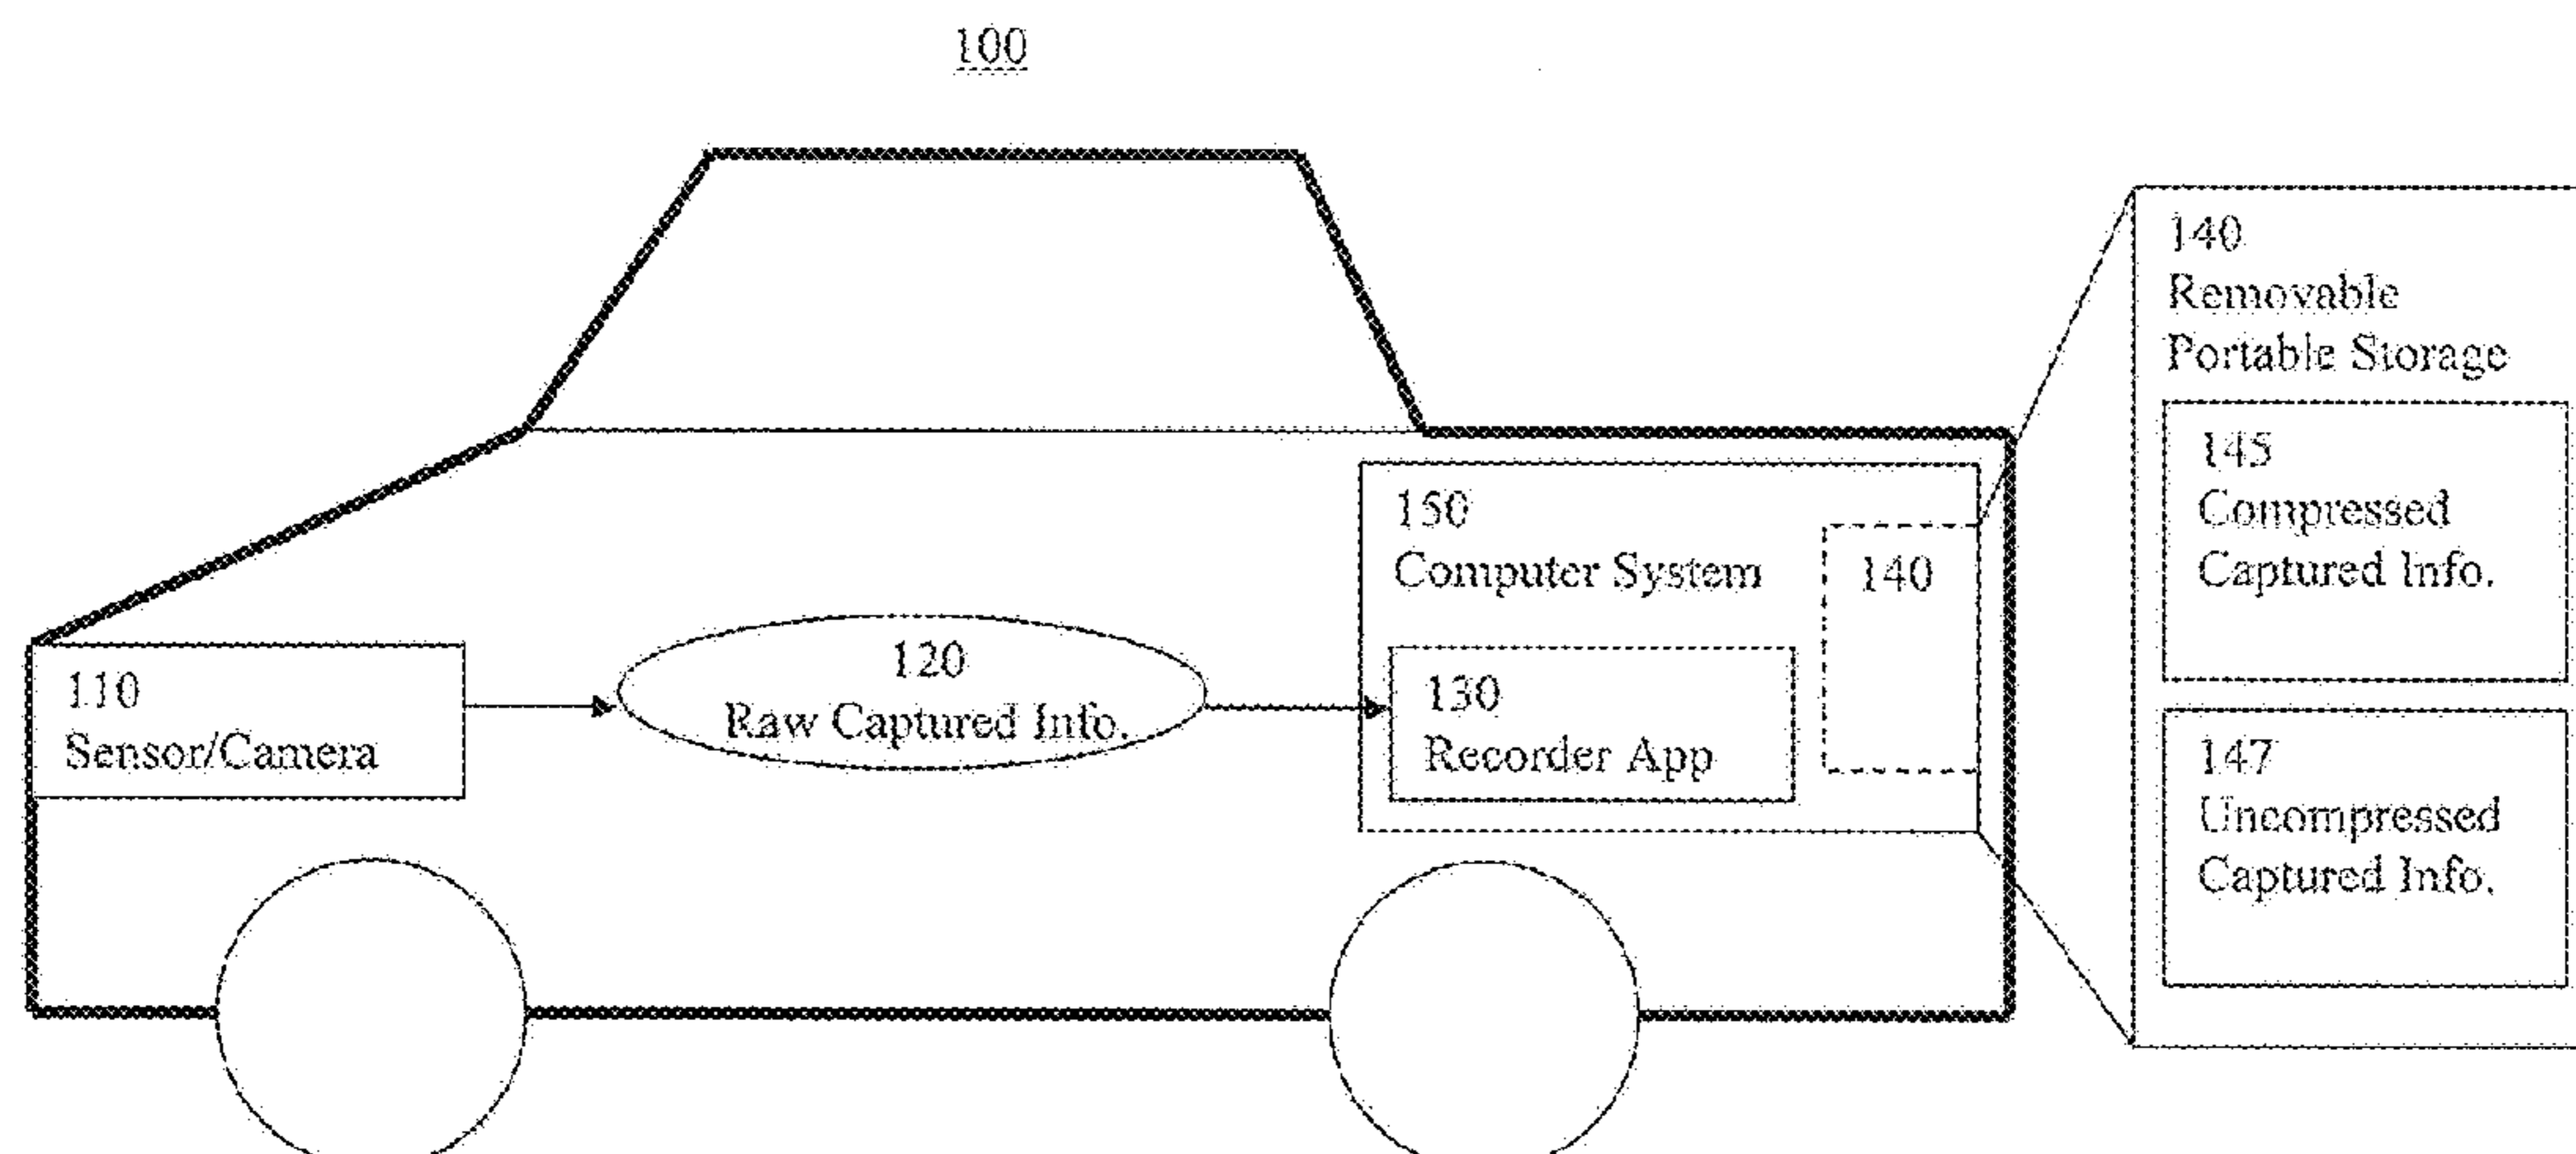 100
140
Removable
Portable Storage
145
Compressed
Captured Info.
150
Computer System
140
120
Raw Captured Info.
110
Sensor/Camera
130
Recorder App
147
Uncompressed
Captured Info.